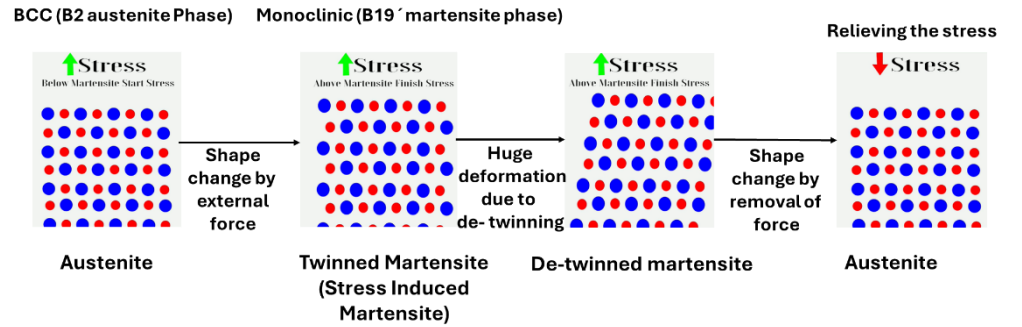 BCC (B2 austenite Phase)
Monoclinic (B19´martensite phase)
Relieving the stress
Stress
Below Martensite Start Stress
Stress
Above Martensite Finish Stress
Stress
Above Martensite Finish Stress
Stress
Shape
change by
external
force
Huge
deformation
due to
de- twinning
Shape
change by
removal of
force
Austenite
Twinned Martensite
(Stress Induced
Martensite)
De-twinned martensite
Austenite